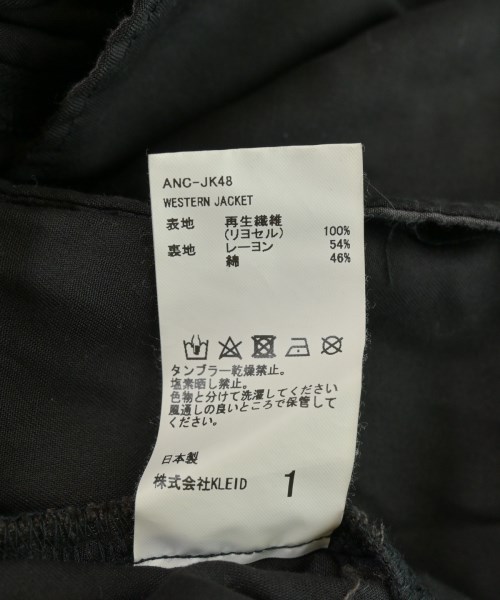 ANC-JK48
WESTERN JACKET
表地 再生繊維
(リヨセル) 100%
裏地 レーヨン 54%
綿 46%
タンブラー乾燥禁止。
塩素晒し禁止。
色物と分けて洗濯してください
風通しの良いところで保管して
ください。
日本製
株式会社KLEID 1